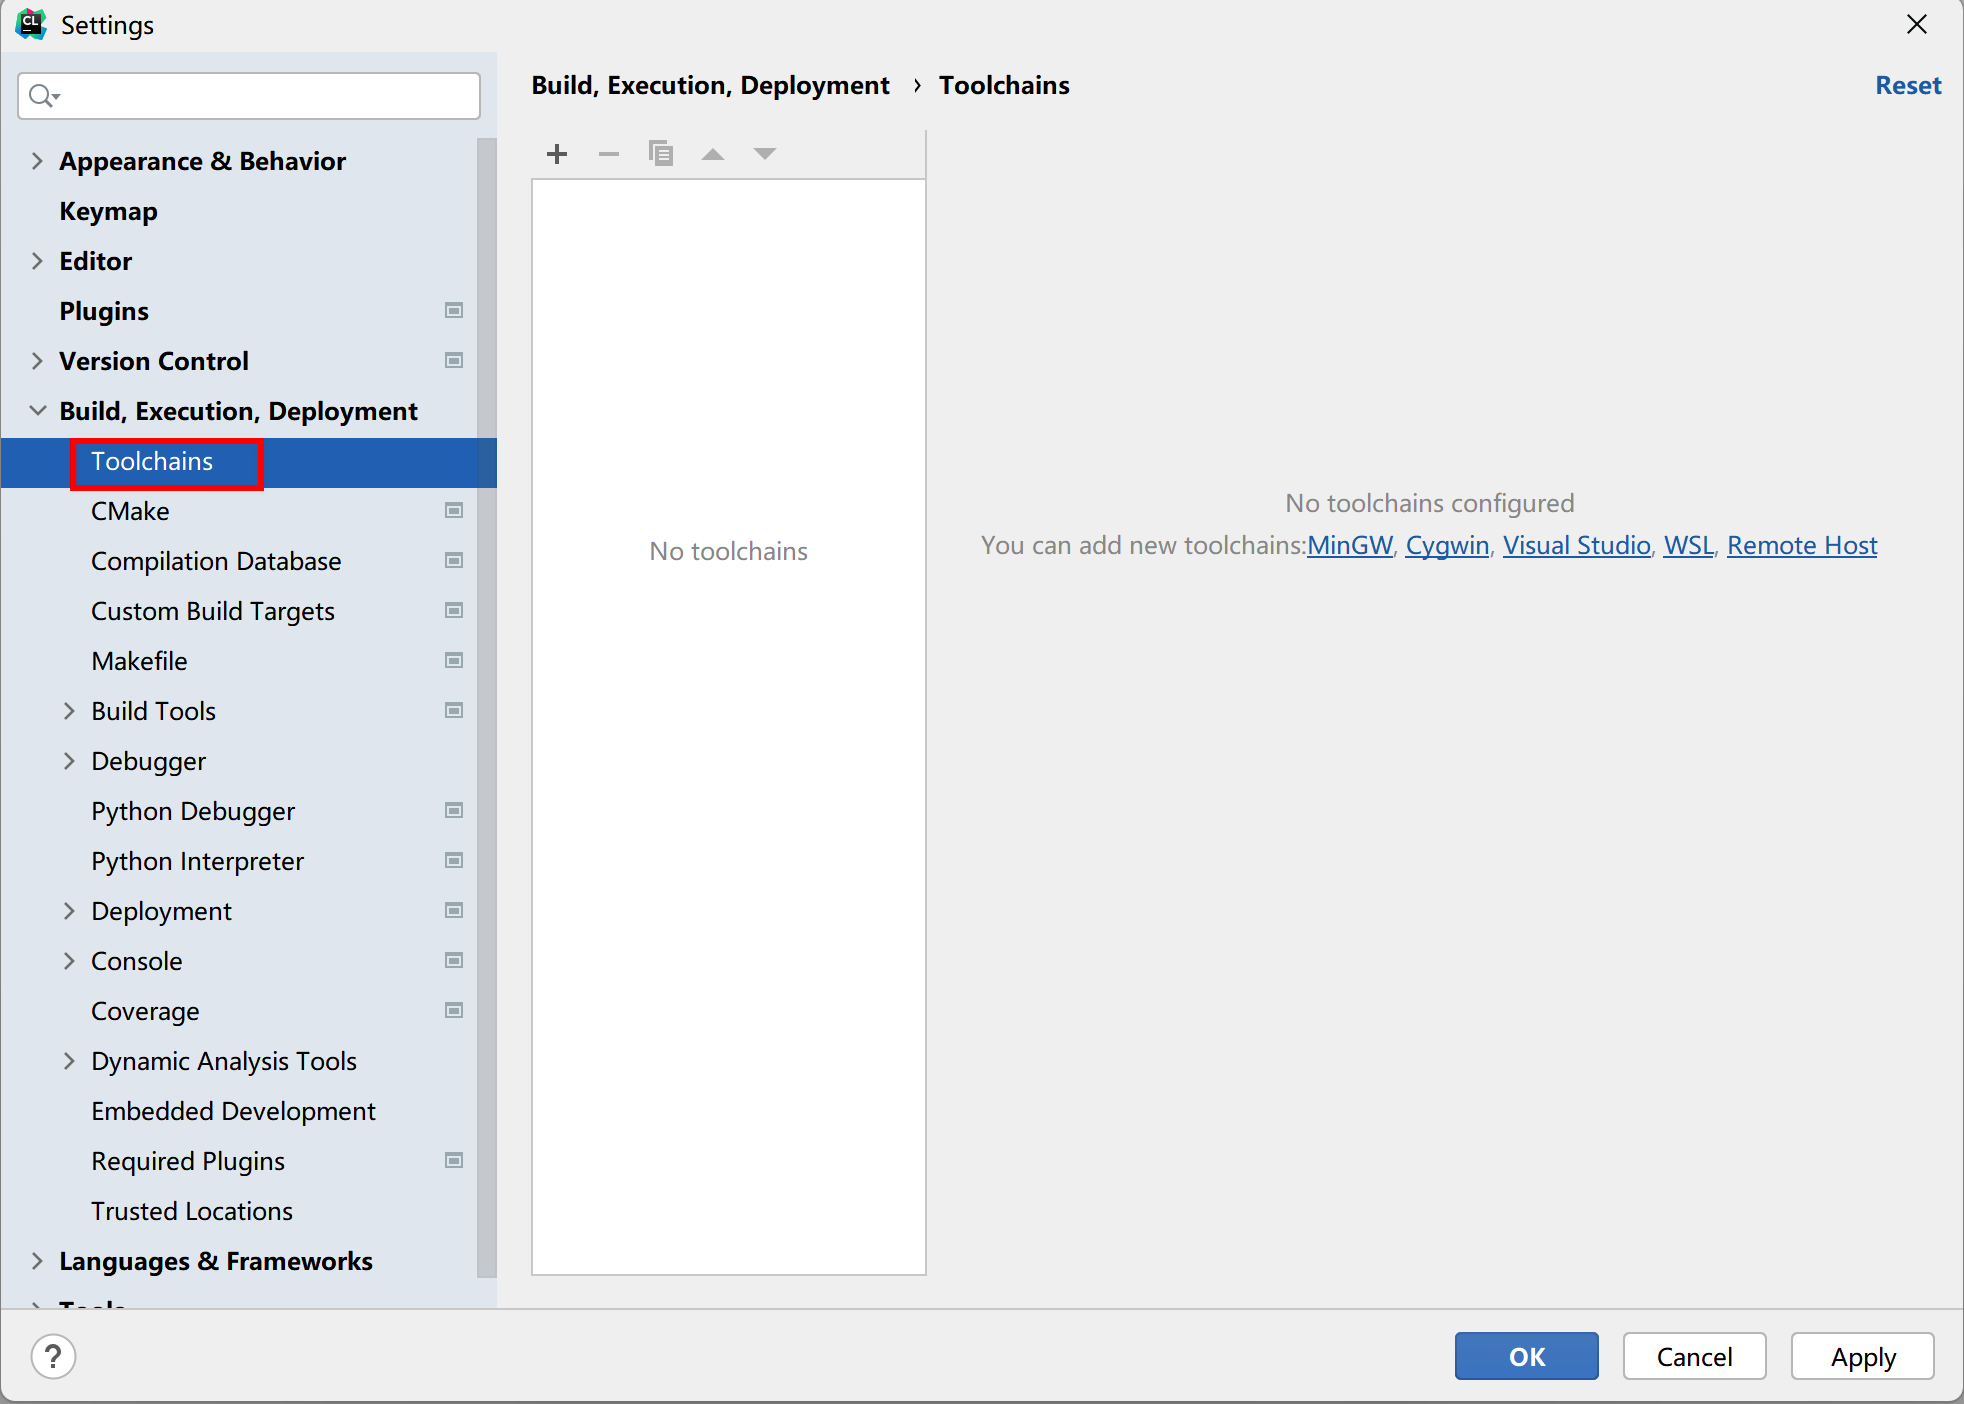 CL
Settings
Build, Execution, Deployment › Toolchains
Reset
Appearance & Behavior
Keymap
Editor
Plugins
Version Control
Build, Execution, Deployment
Toolchains
CMake
Compilation Database
Custom Build Targets
Makefile
Build Tools
Debugger
Python Debugger
Python Interpreter
Deployment
Console
Coverage
Dynamic Analysis Tools
Embedded Development
Required Plugins
Trusted Locations
Languages & Frameworks
Tools
No toolchains
No toolchains configured
You can add new toolchains:MinGW, Cygwin, Visual Studio, WSL, Remote Host
?
OK
Cancel
Apply